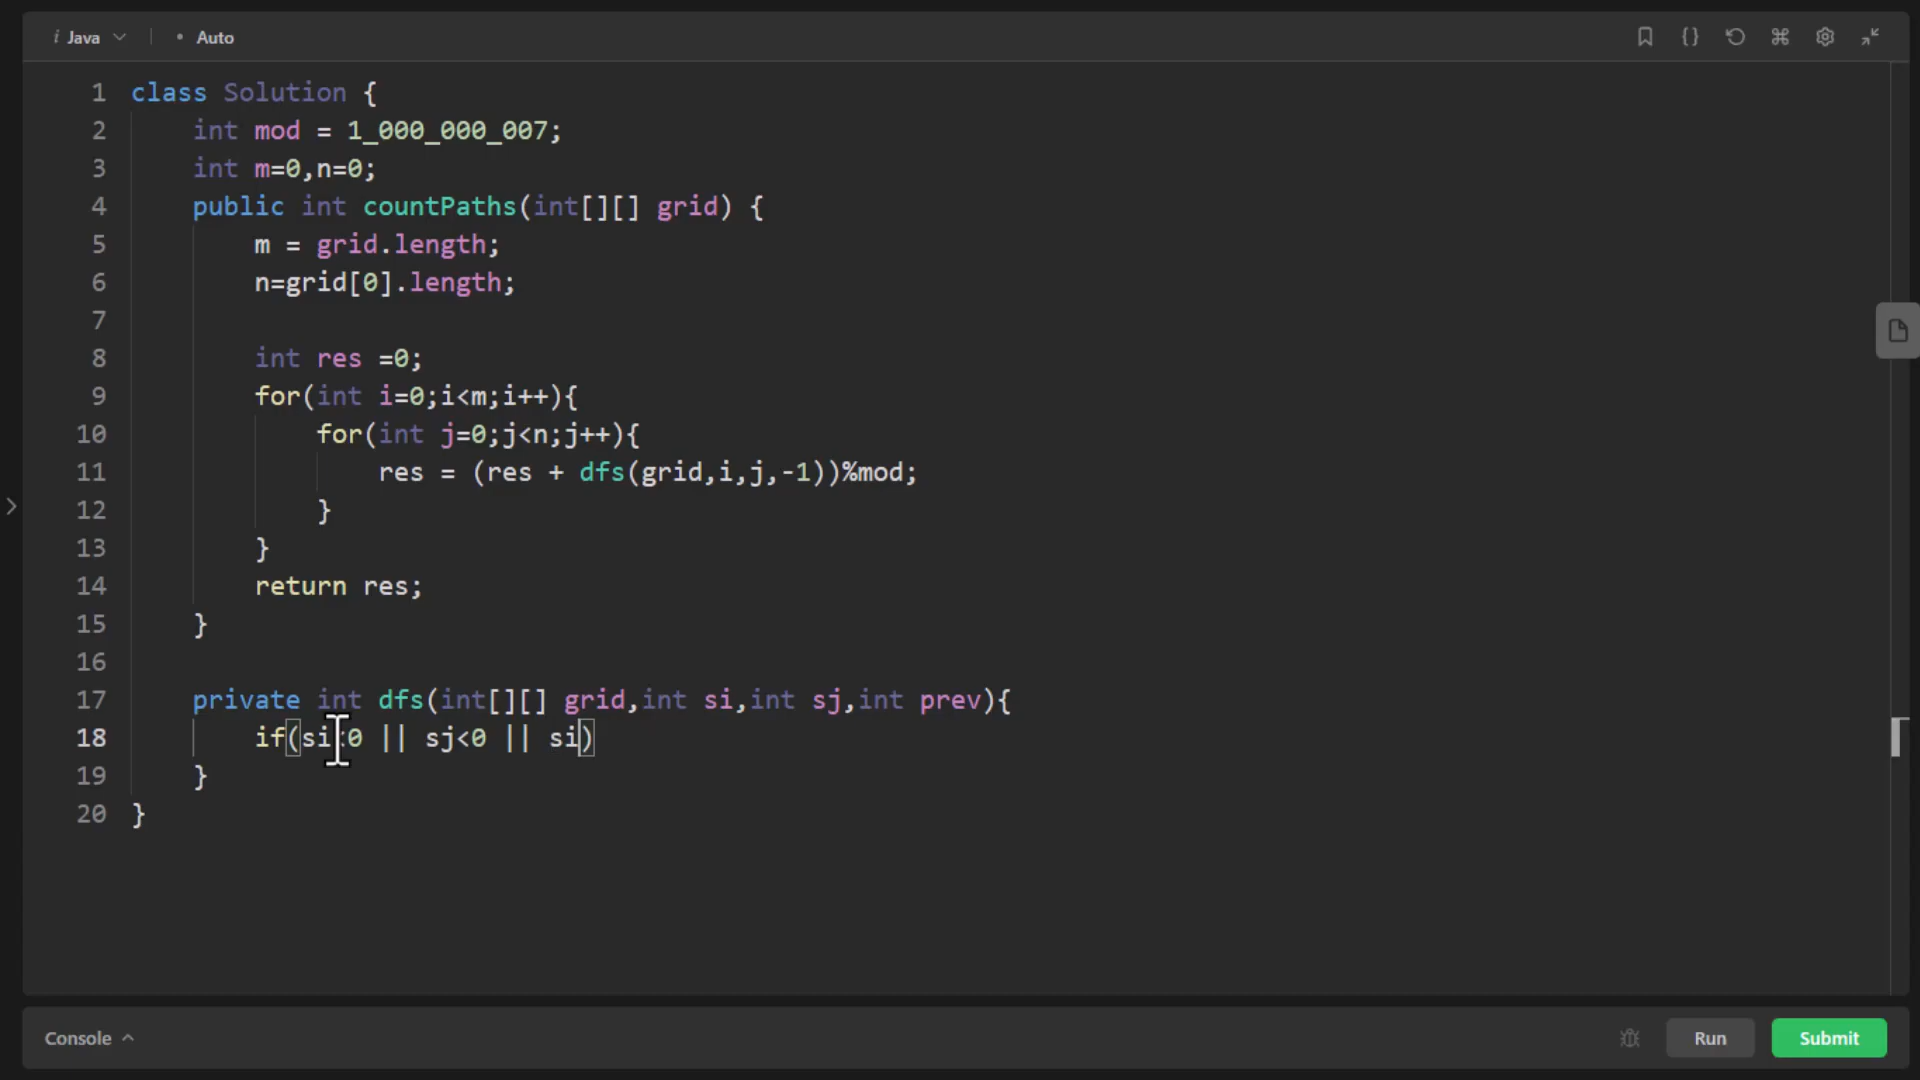 i Java • Auto
1 class Solution {
2 int mod = 1_000_000_007;
3 int m=0,n=0;
4 public int countPaths(int[][] grid) {
5 m = grid.length;
6 n=grid[0].length;
7
8 int res =0;
9 for(int i=0;i<m;i++){
10 for(int j=0;j<n;j++){
11 res = (res + dfs(grid,i,j,-1))%mod;
12 }
13 }
14 return res;
15 }
16
17 private int dfs(int[][] grid,int si,int sj,int prev){
18 if(si<0 || sj<0 || si)
19 }
20 }
Console Run Submit